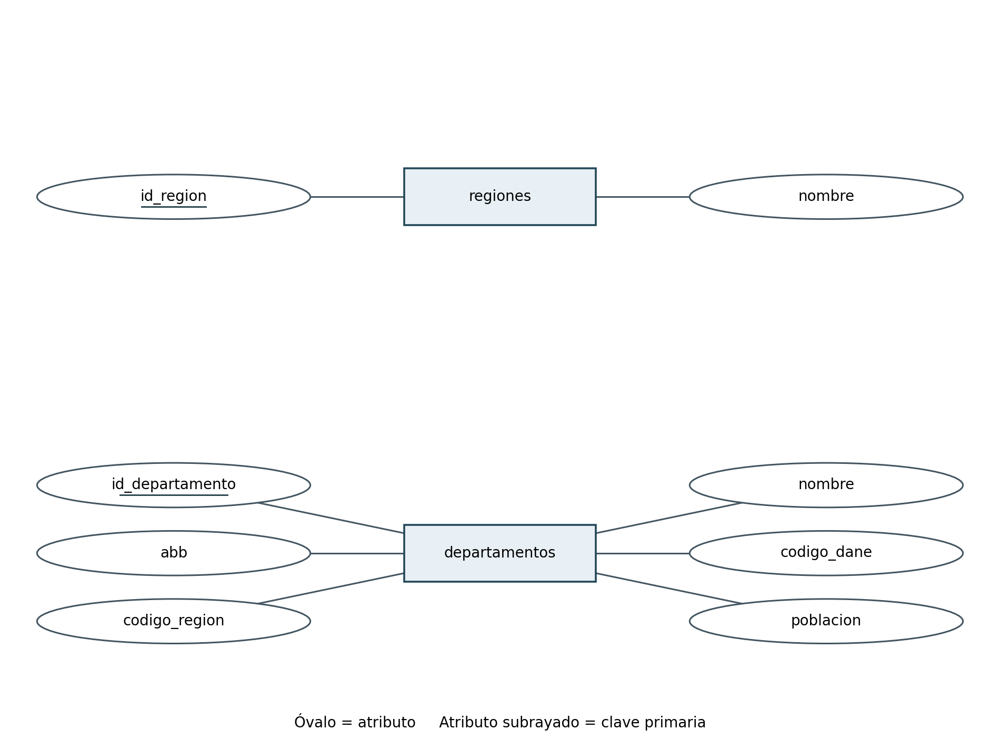 id_region
regiones
nombre
id_departamento
nombre
abb
departamentos
codigo_dane
codigo_region
poblacion
Óvalo = atributo     Atributo subrayado = clave primaria